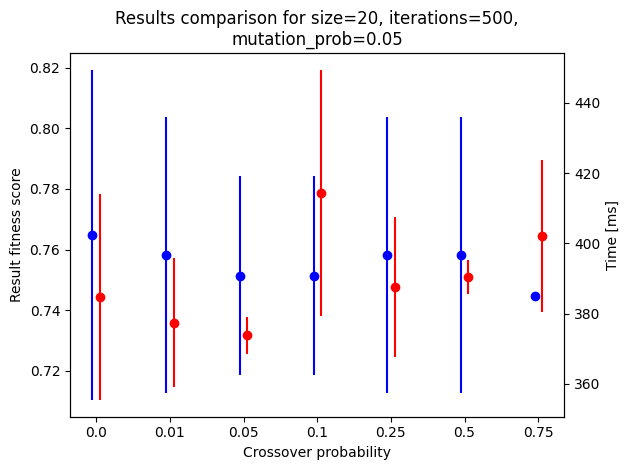 Results comparison for size=20, iterations=500,
mutation_prob=0.05
0.82
0.80
0.78
0.76
0.74
0.72
Result fitness score
440
420
400
380
360
Time [ms]
0.0 0.01 0.05 0.1 0.25 0.5 0.75
Crossover probability